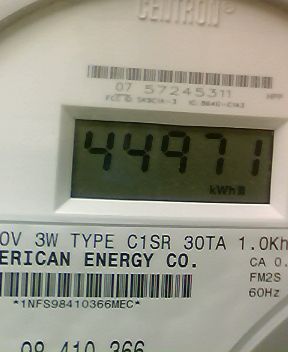 CENTRON®
07 57245311
44971
kWh
0V 3W TYPE C1SR 30TA 1.0Kh
ERICAN ENERGY CO. CA 0.
FM2S
*1NFS98410366MEC* 60Hz
98 410 366